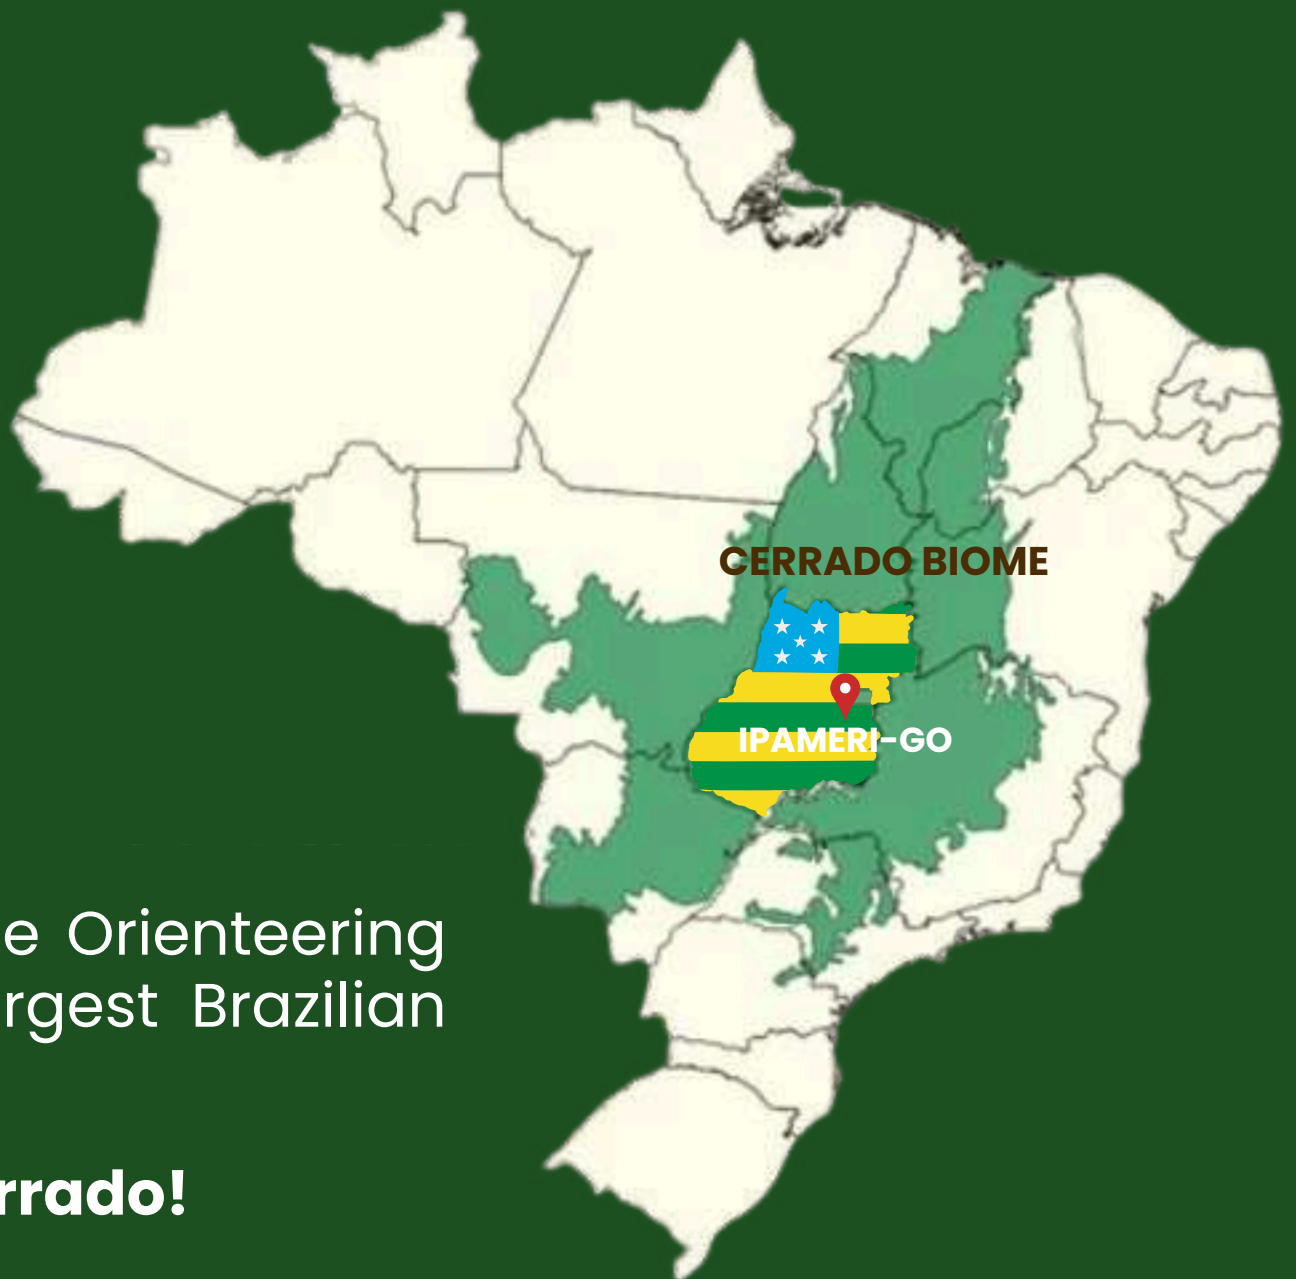 CERRADO BIOME
IPAMERI-GO
e Orienteering
rgest Brazilian
rrado!